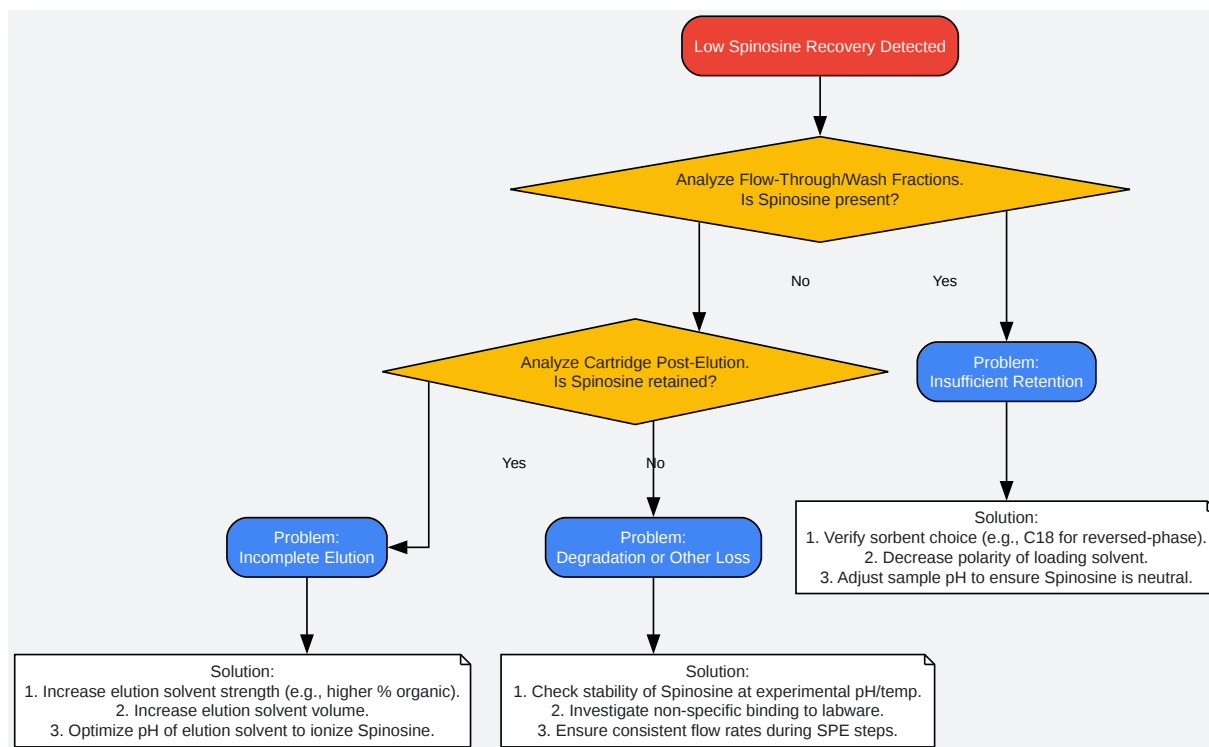 Low Spinosine Recovery Detected
Analyze Flow-Through/Wash Fractions.
Is Spinosine present?
No
Yes
Analyze Cartridge Post-Elution.
Is Spinosine retained?
Problem:
Insufficient Retention
Yes
No
Solution:
1. Verify sorbent choice (e.g., C18 for reversed-phase).
2. Decrease polarity of loading solvent.
3. Adjust sample pH to ensure Spinosine is neutral.
Problem:
Incomplete Elution
Problem:
Degradation or Other Loss
Solution:
1. Increase elution solvent strength (e.g., higher % organic).
2. Increase elution solvent volume.
3. Optimize pH of elution solvent to ionize Spinosine.
Solution:
1. Check stability of Spinosine at experimental pH/temp.
2. Investigate non-specific binding to labware.
3. Ensure consistent flow rates during SPE steps.